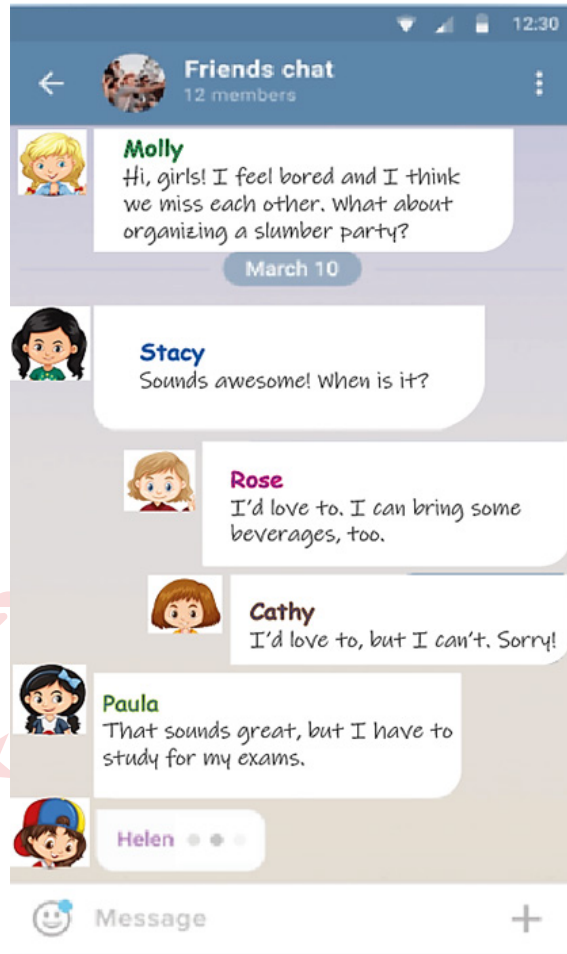 12:30
Friends chat
12 members
Molly
Hi, girls! I feel bored and I think
we miss each other. What about
organizing a slumber party?
March 10
Stacy
Sounds awesome! When is it?
Rose
I'd love to. I can bring some
beverages, too.
Cathy
I'd love to, but I can't. Sorry!
Paula
That sounds great, but I have to
study for my exams.
Helen
Message